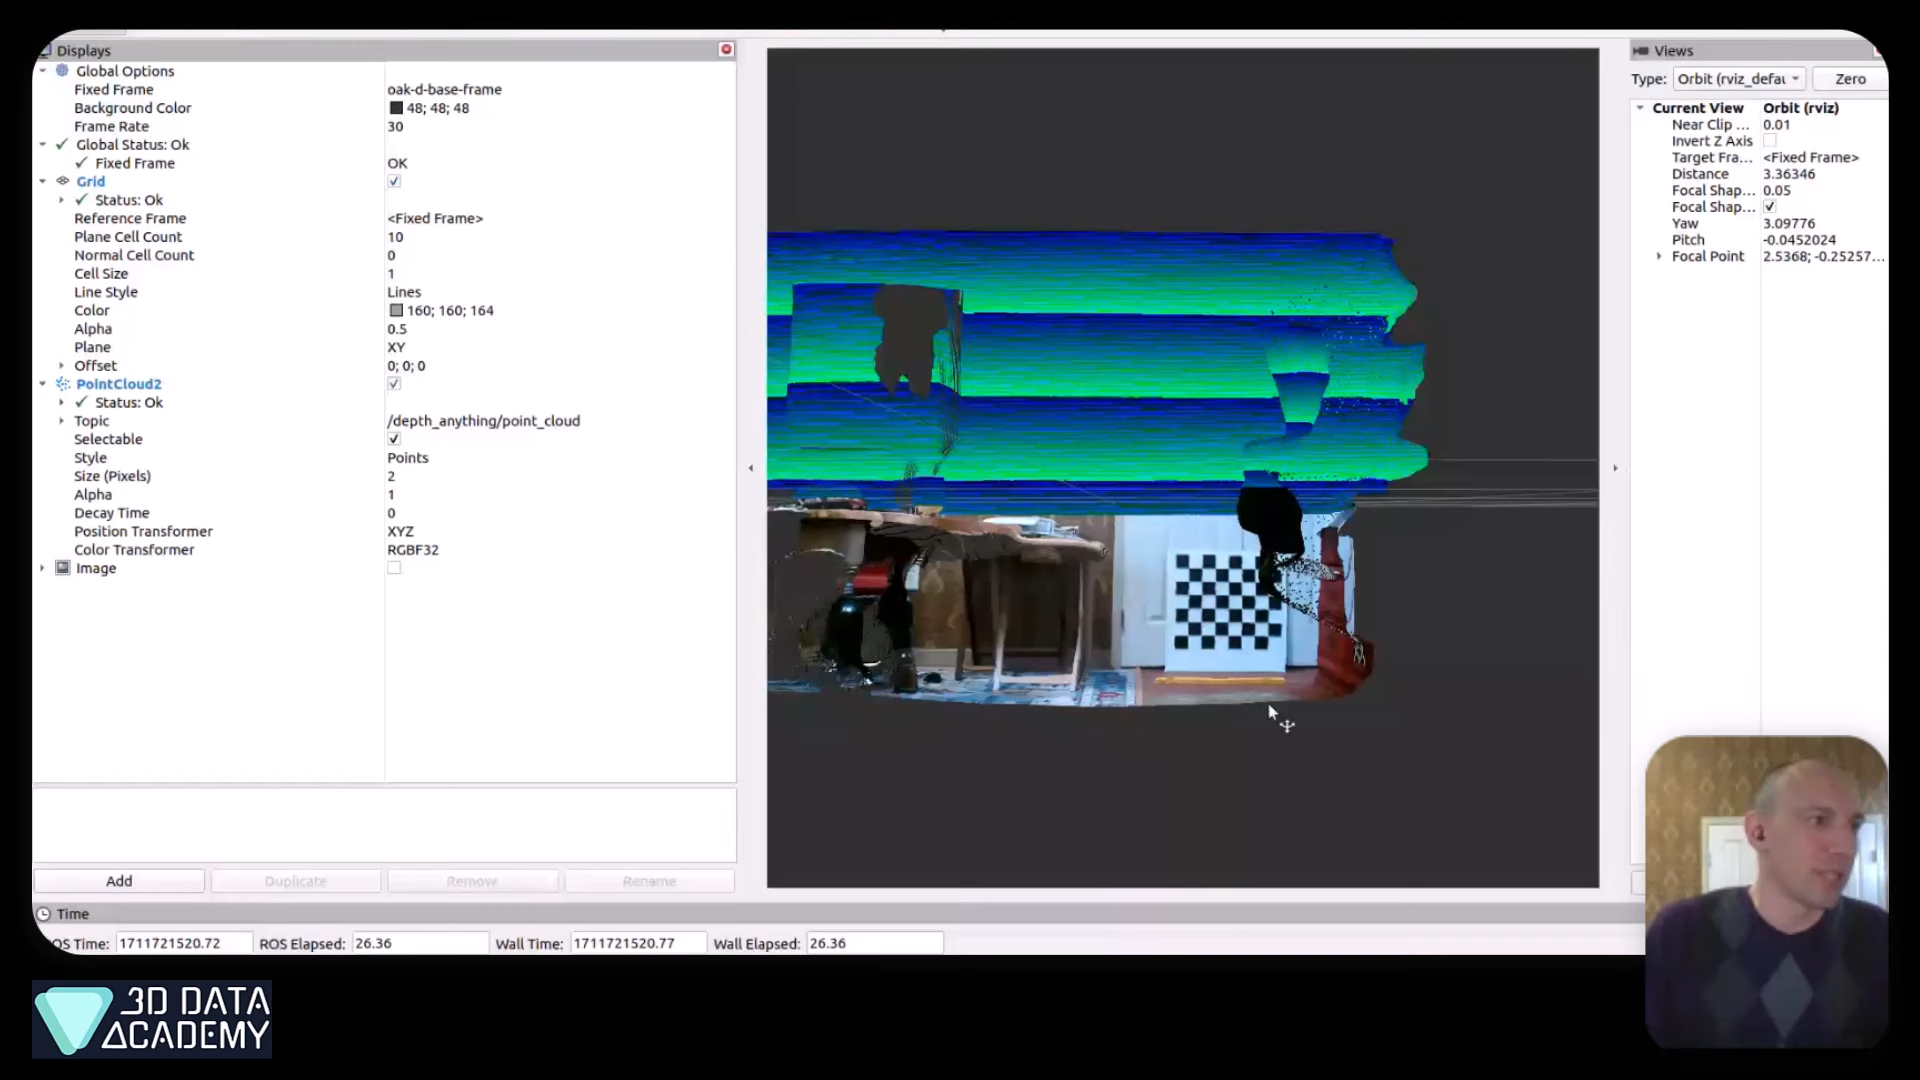 Displays
Global Options
Fixed Frame oak-d-base-frame
Background Color 48; 48; 48
Frame Rate 30
Global Status: Ok
Fixed Frame OK
Grid
Status: Ok
Reference Frame <Fixed Frame>
Plane Cell Count 10
Normal Cell Count 0
Cell Size 1
Line Style Lines
Color 160; 160; 164
Alpha 0.5
Plane XY
Offset 0; 0; 0
PointCloud2
Status: Ok
Topic /depth_anything/point_cloud
Selectable
Style Points
Size (Pixels) 2
Alpha 1
Decay Time 0
Position Transformer XYZ
Color Transformer RGBF32
Image
Add Duplicate Remove Rename
Time
OS Time: 1711721520.72 ROS Elapsed: 26.36 Wall Time: 1711721520.77 Wall Elapsed: 26.36
Views
Type: Orbit (rviz_defau Zero
Current View Orbit (rviz)
Near Clip ... 0.01
Invert Z Axis
Target Fra... <Fixed Frame>
Distance 3.36346
Focal Shap... 0.05
Focal Shap...
Yaw 3.09776
Pitch -0.0452024
Focal Point 2.5368; -0.25257...
3D DATA
ACADEMY